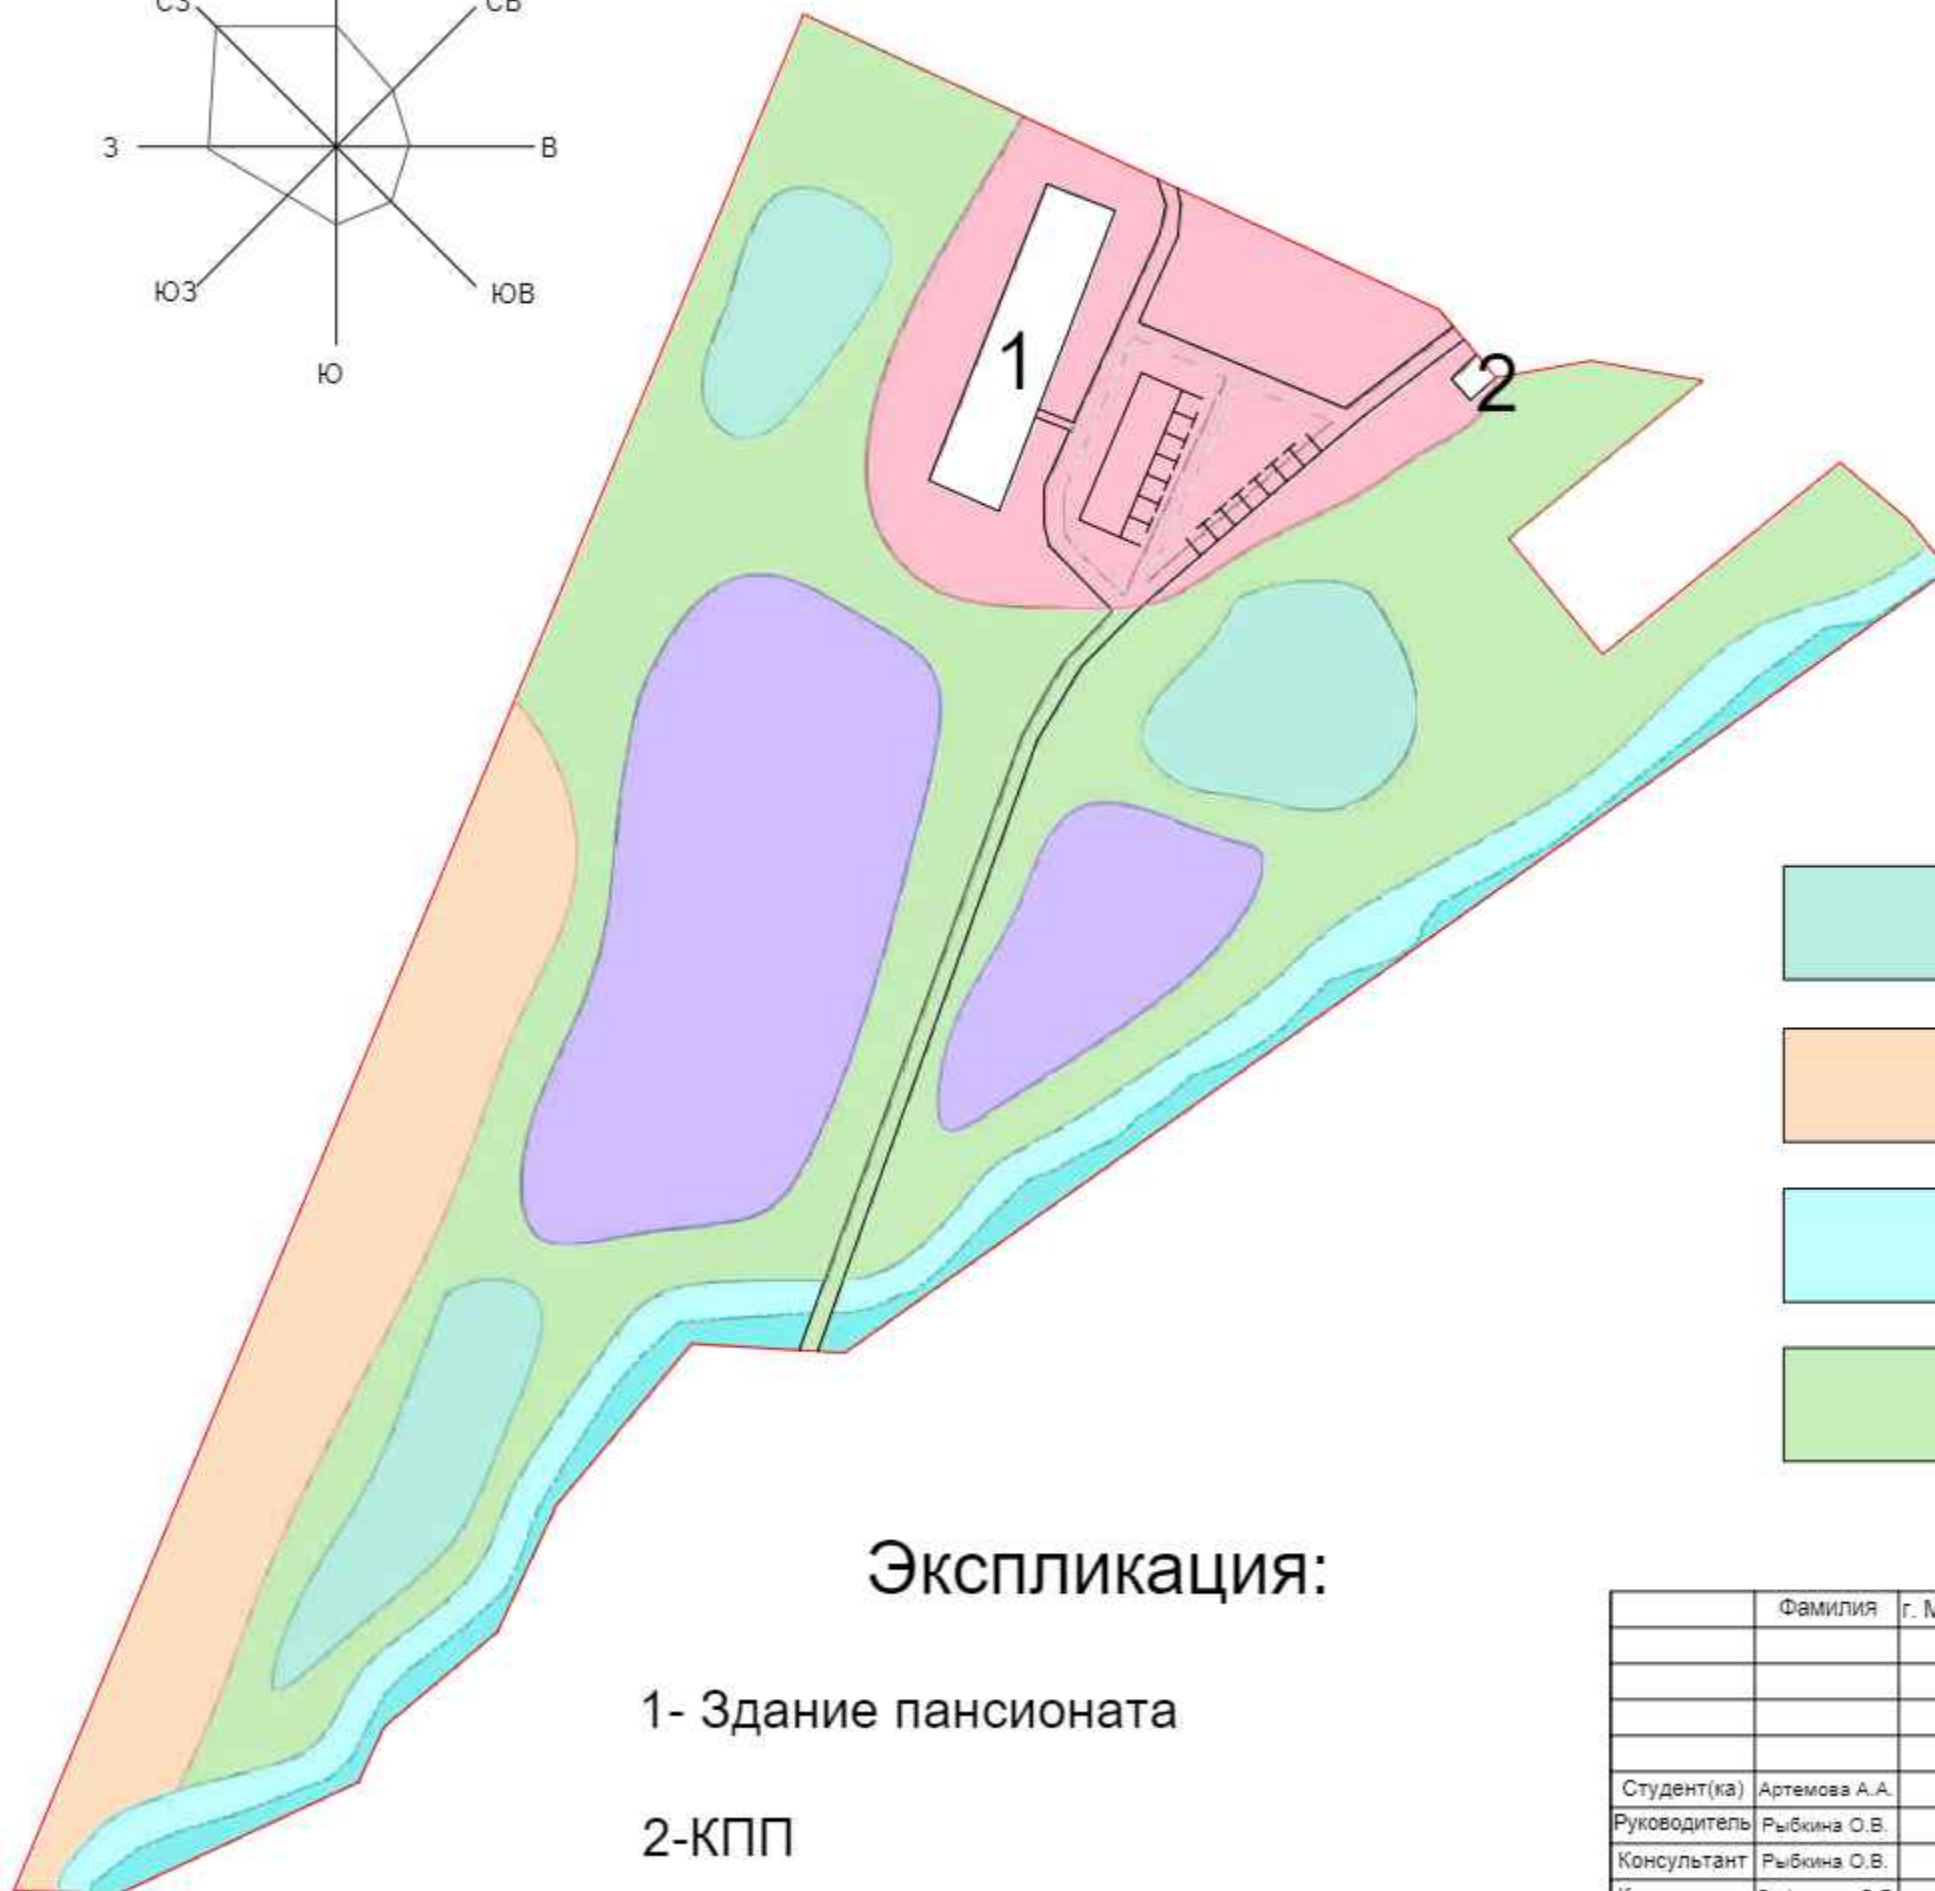 СЗ
СВ
З
В
ЮЗ
ЮВ
Ю
1
2
Экспликация:
1- Здание пансионата
2-КПП
Фамилия
Студент(ка) Артемова А.А.
Руководитель Рыбкина О.В.
Консультант Рыбкина О.В.